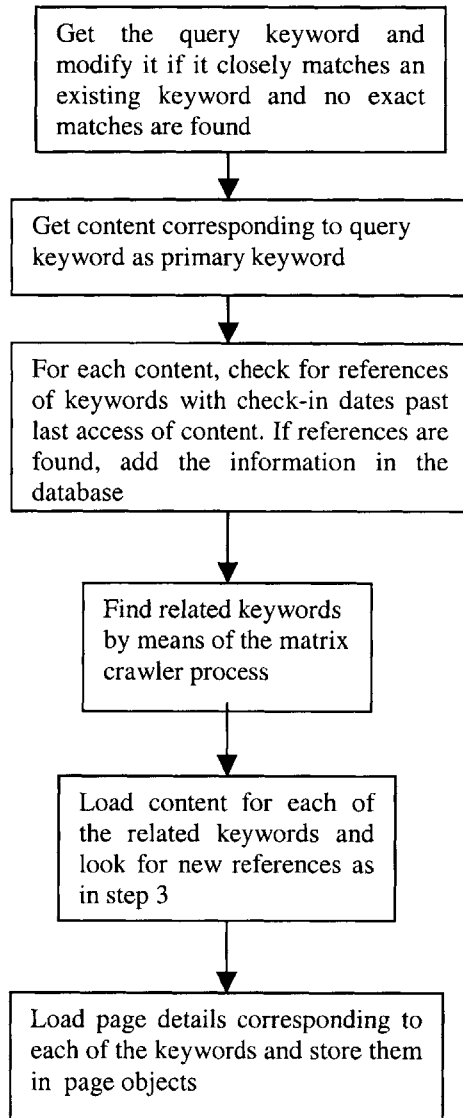 Get the query keyword and
modify it if it closely matches an
existing keyword and no exact
matches are found
Get content corresponding to query
keyword as primary keyword
For each content, check for references
of keywords with check-in dates past
last access of content. If references are
found, add the information in the
database
Find related keywords
by means of the matrix
crawler process
Load content for each of
the related keywords and
look for new references as
in step 3
Load page details corresponding to
each of the keywords and store them
in page objects